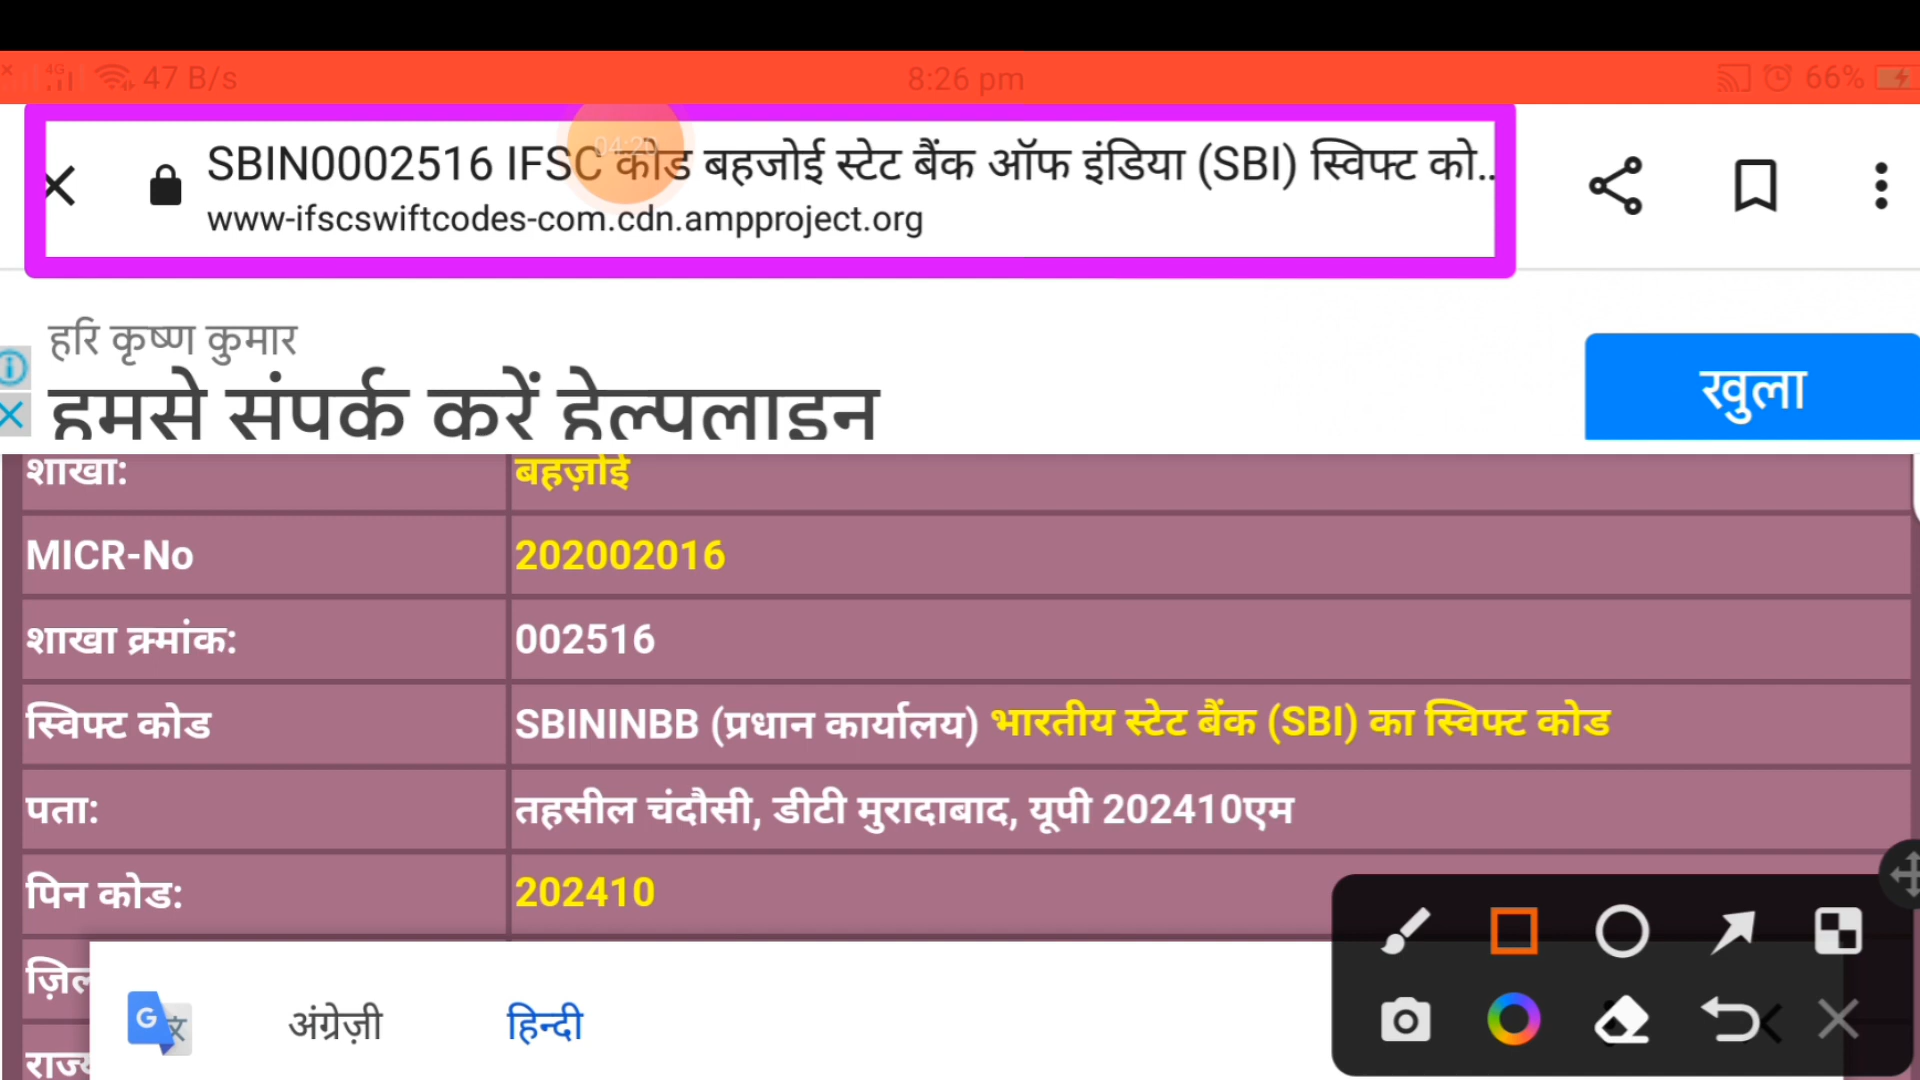 4G 47 B/s 8:26 pm 66%
SBIN0002516 IFSC कोड बहजोई स्टेट बैंक ऑफ इंडिया (SBI) स्विफ्ट को..
www-ifscswiftcodes-com.cdn.ampproject.org
हरि कृष्ण कुमार
हमसे संपर्क करें हेल्पलाइन
खुला
शाखा: बहज़ोई
MICR-No 202002016
शाखा क्र्मांक: 002516
स्विफ्ट कोड SBININBB (प्रधान कार्यालय) भारतीय स्टेट बैंक (SBI) का स्विफ्ट कोड
पता: तहसील चंदौसी, डीटी मुरादाबाद, यूपी 202410एम
पिन कोड: 202410
अंग्रेज़ी हिन्दी